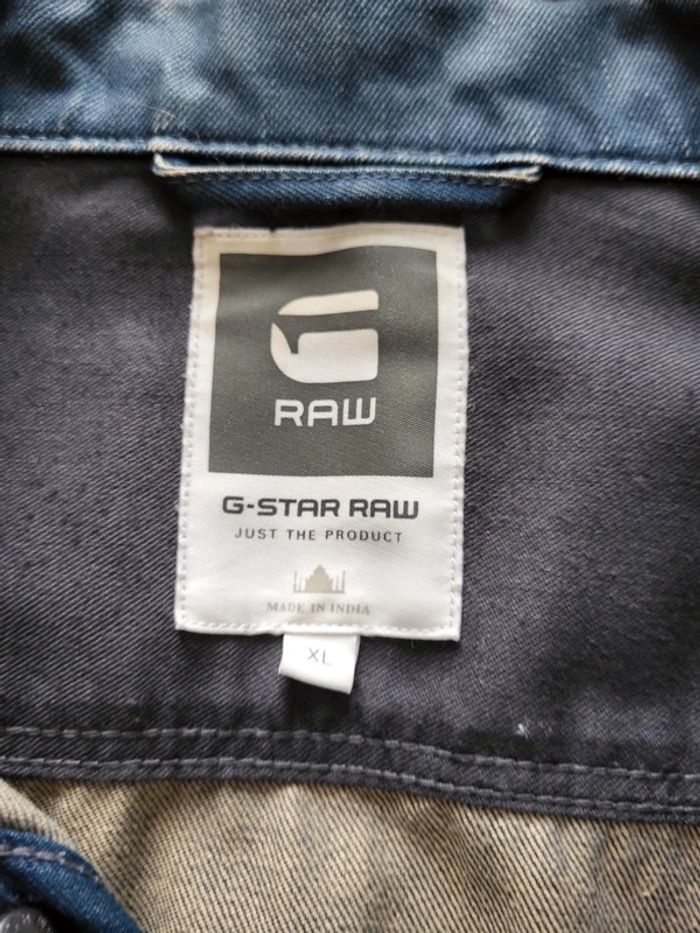 RAW
G-STAR RAW
JUST THE PRODUCT
MADE IN INDIA
XL